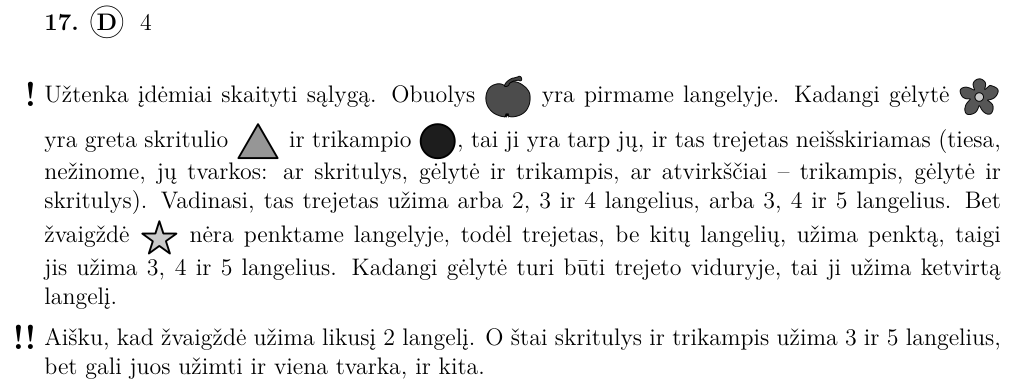 17. D 4
! Užtenka įdėmiai skaityti sąlygą. Obuolys yra pirmame langelyje. Kadangi gėlytė
yra greta skritulio ir trikampio , tai ji yra tarp jų, ir tas trejetas neišskiriamas (tiesa,
nežinome, jų tvarkos: ar skritulys, gėlytė ir trikampis, ar atvirkščiai – trikampis, gėlytė ir
skritulys). Vadinasi, tas trejetas užima arba 2, 3 ir 4 langelius, arba 3, 4 ir 5 langelius. Bet
žvaigždė nėra penktame langelyje, todėl trejetas, be kitų langelių, užima penktą, taigi
jis užima 3, 4 ir 5 langelius. Kadangi gėlytė turi būti trejeto viduryje, tai ji užima ketvirtą
langelį.
!! Aišku, kad žvaigždė užima likusį 2 langelį. O štai skritulys ir trikampis užima 3 ir 5 langelius,
bet gali juos užimti ir viena tvarka, ir kita.